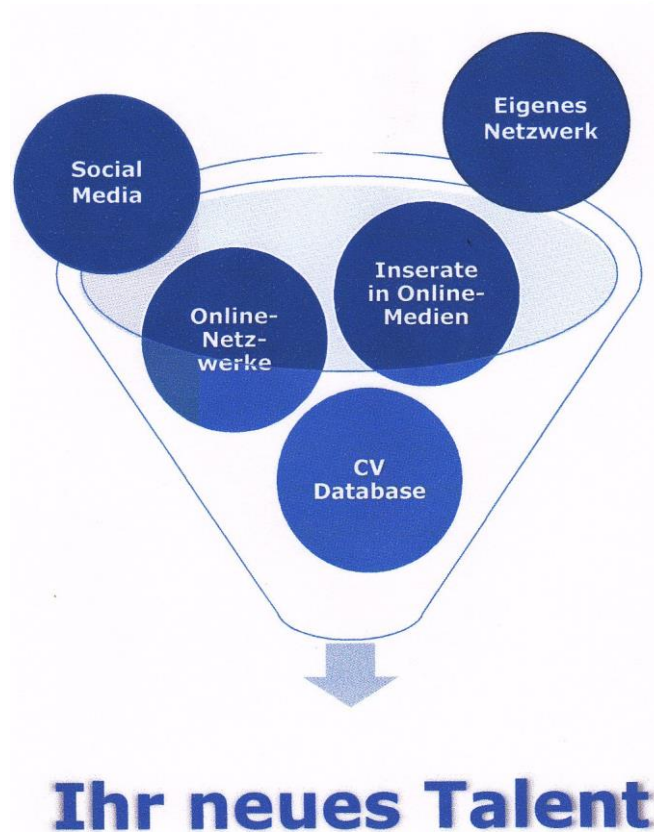 Eigenes
Netzwerk
Social
Media
Inserate
in Online-
Medien
Online-
Netz-
werke
CV
Database
Ihr neues Talent